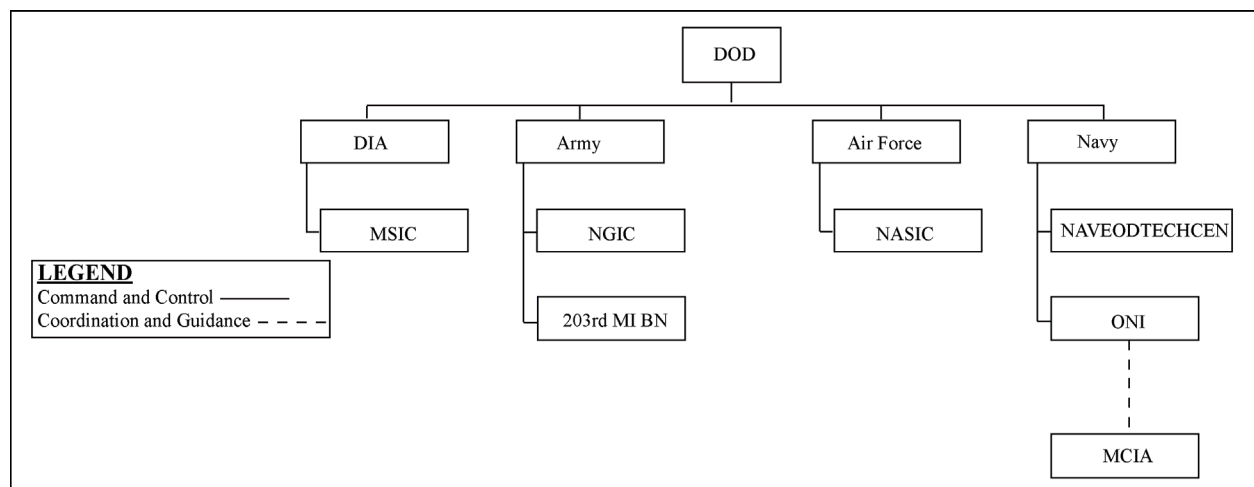 DOD
DIA
Army
Air Force
Navy
MSIC
NGIC
NASIC
NAVEODTECHCEN
LEGEND
Command and Control
Coordination and Guidance
203rd MI BN
ONI
MCIA